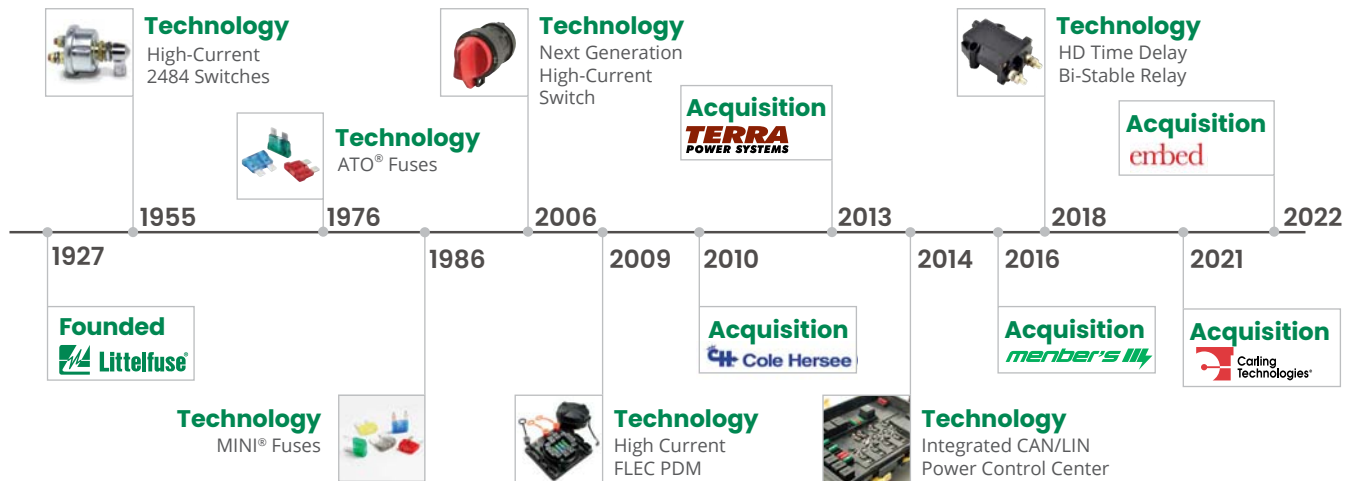 Technology
High-Current
2484 Switches
Technology
Next Generation
High-Current
Switch
Technology
HD Time Delay
Bi-Stable Relay
Acquisition
TERRA
POWER SYSTEMS
Acquisition
embed
Technology
ATO® Fuses
1955
1976
2006
2013
2018
2022
1927
1986
2009
2010
2014
2016
2021
Founded
Littelfuse®
Acquisition
CH Cole Hersee
Acquisition
menber's
Acquisition
Carling
Technologies®
Technology
MINI® Fuses
Technology
High Current
FLEC PDM
Technology
Integrated CAN/LIN
Power Control Center